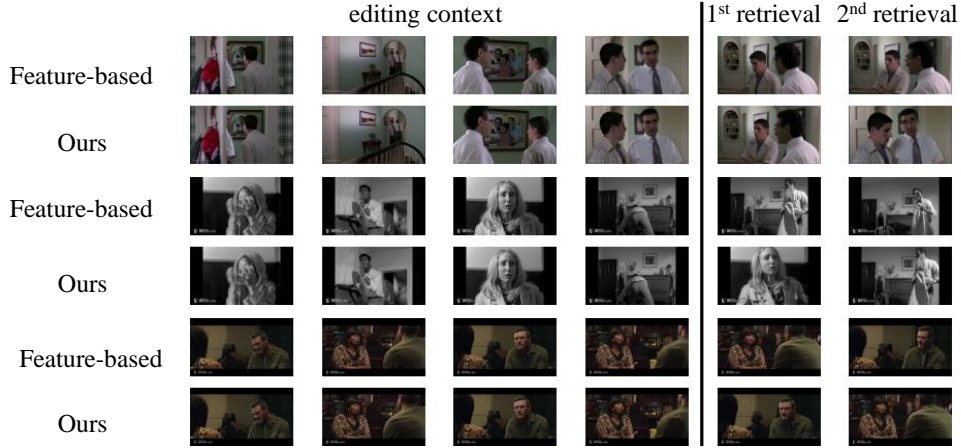 editing context 1st retrieval 2nd retrieval
Feature-based
Ours
Feature-based
Ours
Feature-based
Ours